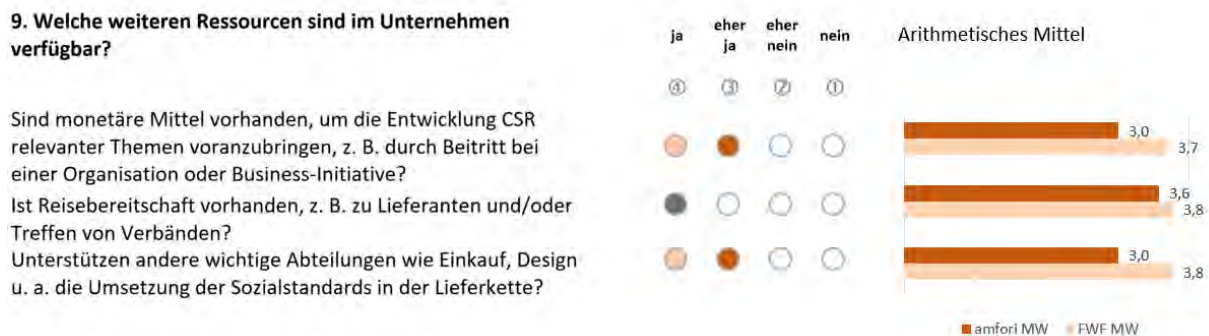 9. Welche weiteren Ressourcen sind im Unternehmen
verfügbar?
ja eher ja eher nein nein Arithmetisches Mittel
④ ③ ② ①
Sind monetäre Mittel vorhanden, um die Entwicklung CSR
relevanter Themen voranzubringen, z. B. durch Beitritt bei
einer Organisation oder Business-Initiative?
3,0
3,7
Ist Reisebereitschaft vorhanden, z. B. zu Lieferanten und/oder
Treffen von Verbänden?
3,6
3,8
Unterstützen andere wichtige Abteilungen wie Einkauf, Design
u. a. die Umsetzung der Sozialstandards in der Lieferkette?
3,0
3,8
amfori MW FWF MW